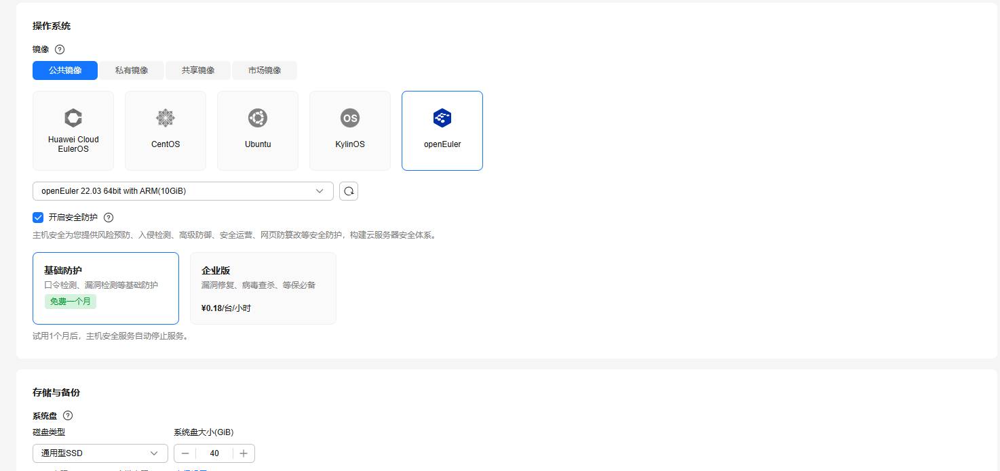 操作系统
镜像 ?
公共镜像 私有镜像 共享镜像 市场镜像
Huawei Cloud
EulerOS
CentOS
Ubuntu
OS
KylinOS
openEuler
openEuler 22.03 64bit with ARM(10GiB)
开启安全防护 ?
主机安全为您提供风险预防、入侵检测、高级防御、安全运营、网页防篡改等安全防护，构建云服务器安全体系。
基础防护
口令检测、漏洞检测等基础防护
免费一个月
企业版
漏洞修复、病毒查杀、等保必备
¥0.18/台/小时
试用1个月后，主机安全服务自动停止服务。
存储与备份
系统盘 ?
磁盘类型 系统盘大小(GiB)
通用型SSD 40